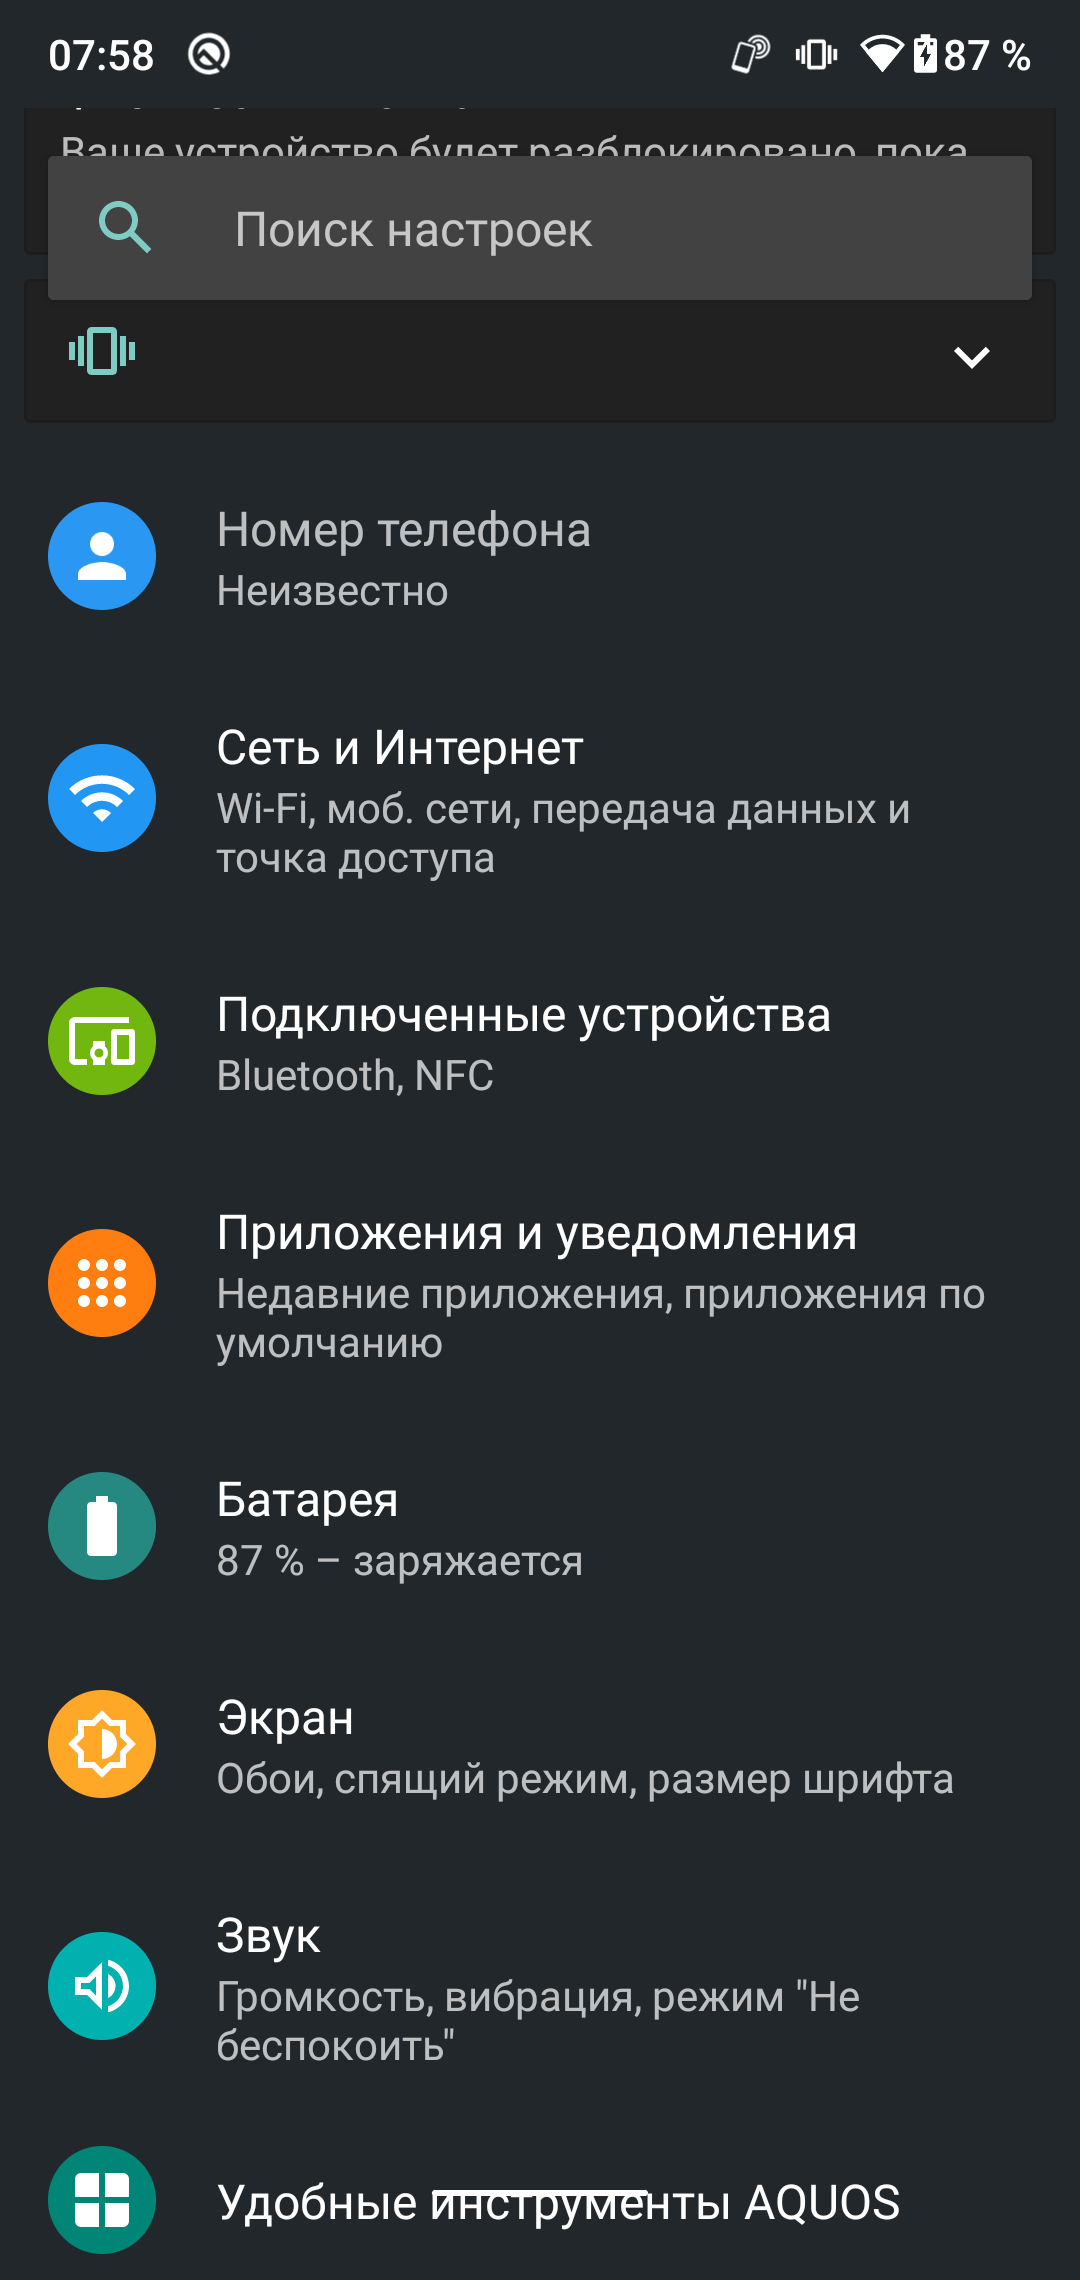 07:58
87 %
Ваше устройство будет разблокировано, пока
Поиск настроек
Номер телефона
Неизвестно
Сеть и Интернет
Wi-Fi, моб. сети, передача данных и
точка доступа
Подключенные устройства
Bluetooth, NFC
Приложения и уведомления
Недавние приложения, приложения по
умолчанию
Батарея
87 % – заряжается
Экран
Обои, спящий режим, размер шрифта
Звук
Громкость, вибрация, режим "Не
беспокоить"
Удобные инструменты AQUOS